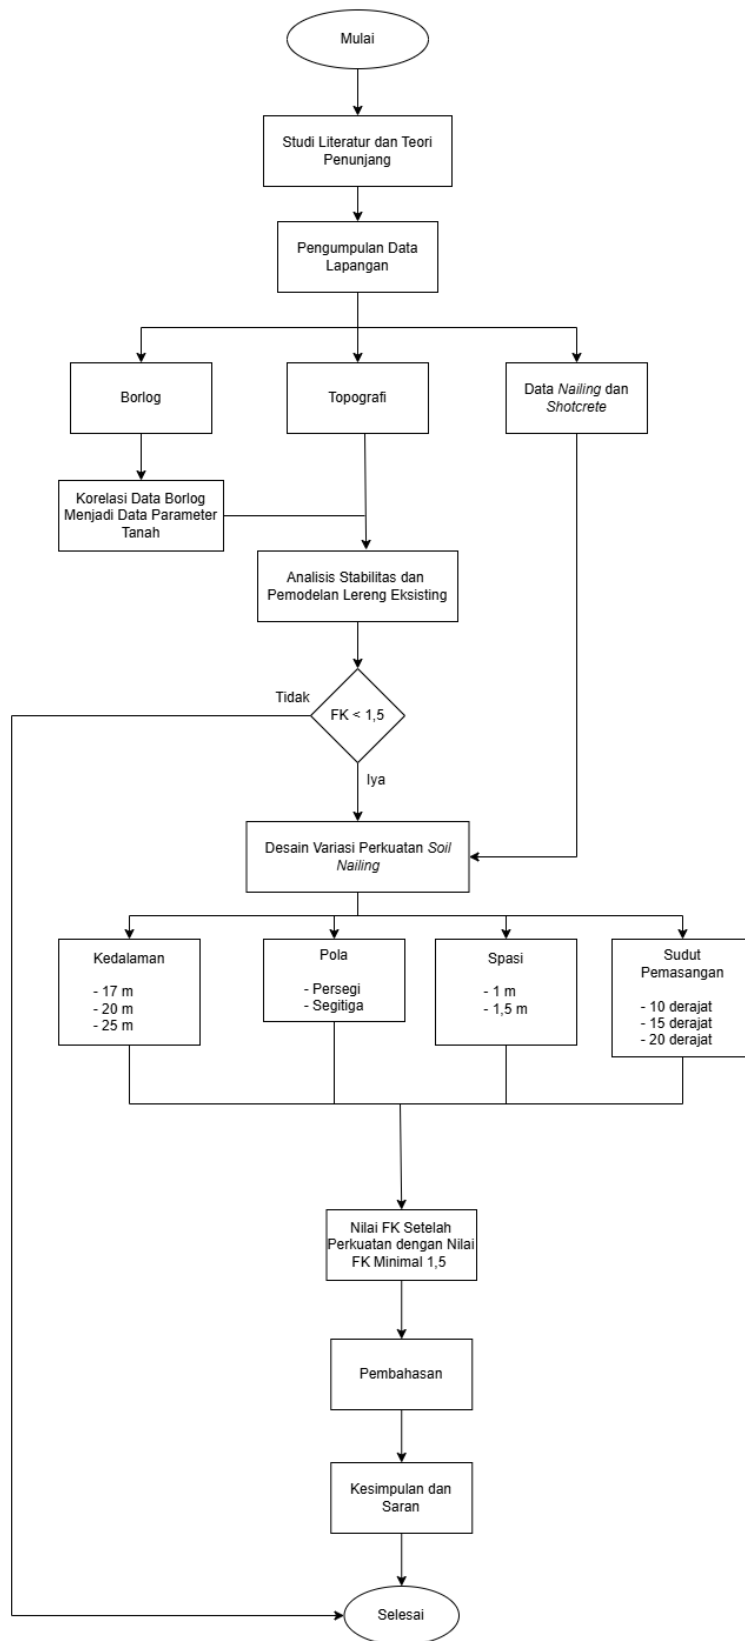 Mulai
Studi Literatur dan Teori
Penunjang
Pengumpulan Data
Lapangan
Borlog
Topografi
Data Nailing dan
Shotcrete
Korelasi Data Borlog
Menjadi Data Parameter
Tanah
Analisis Stabilitas dan
Pemodelan Lereng Eksisting
Tidak
FK < 1,5
Iya
Desain Variasi Perkuatan Soil
Nailing
Kedalaman
- 17 m
- 20 m
- 25 m
Pola
- Persegi
- Segitiga
Spasi
- 1 m
- 1,5 m
Sudut
Pemasangan
- 10 derajat
- 15 derajat
- 20 derajat
Nilai FK Setelah
Perkuatan dengan Nilai
FK Minimal 1,5
Pembahasan
Kesimpulan dan
Saran
Selesai